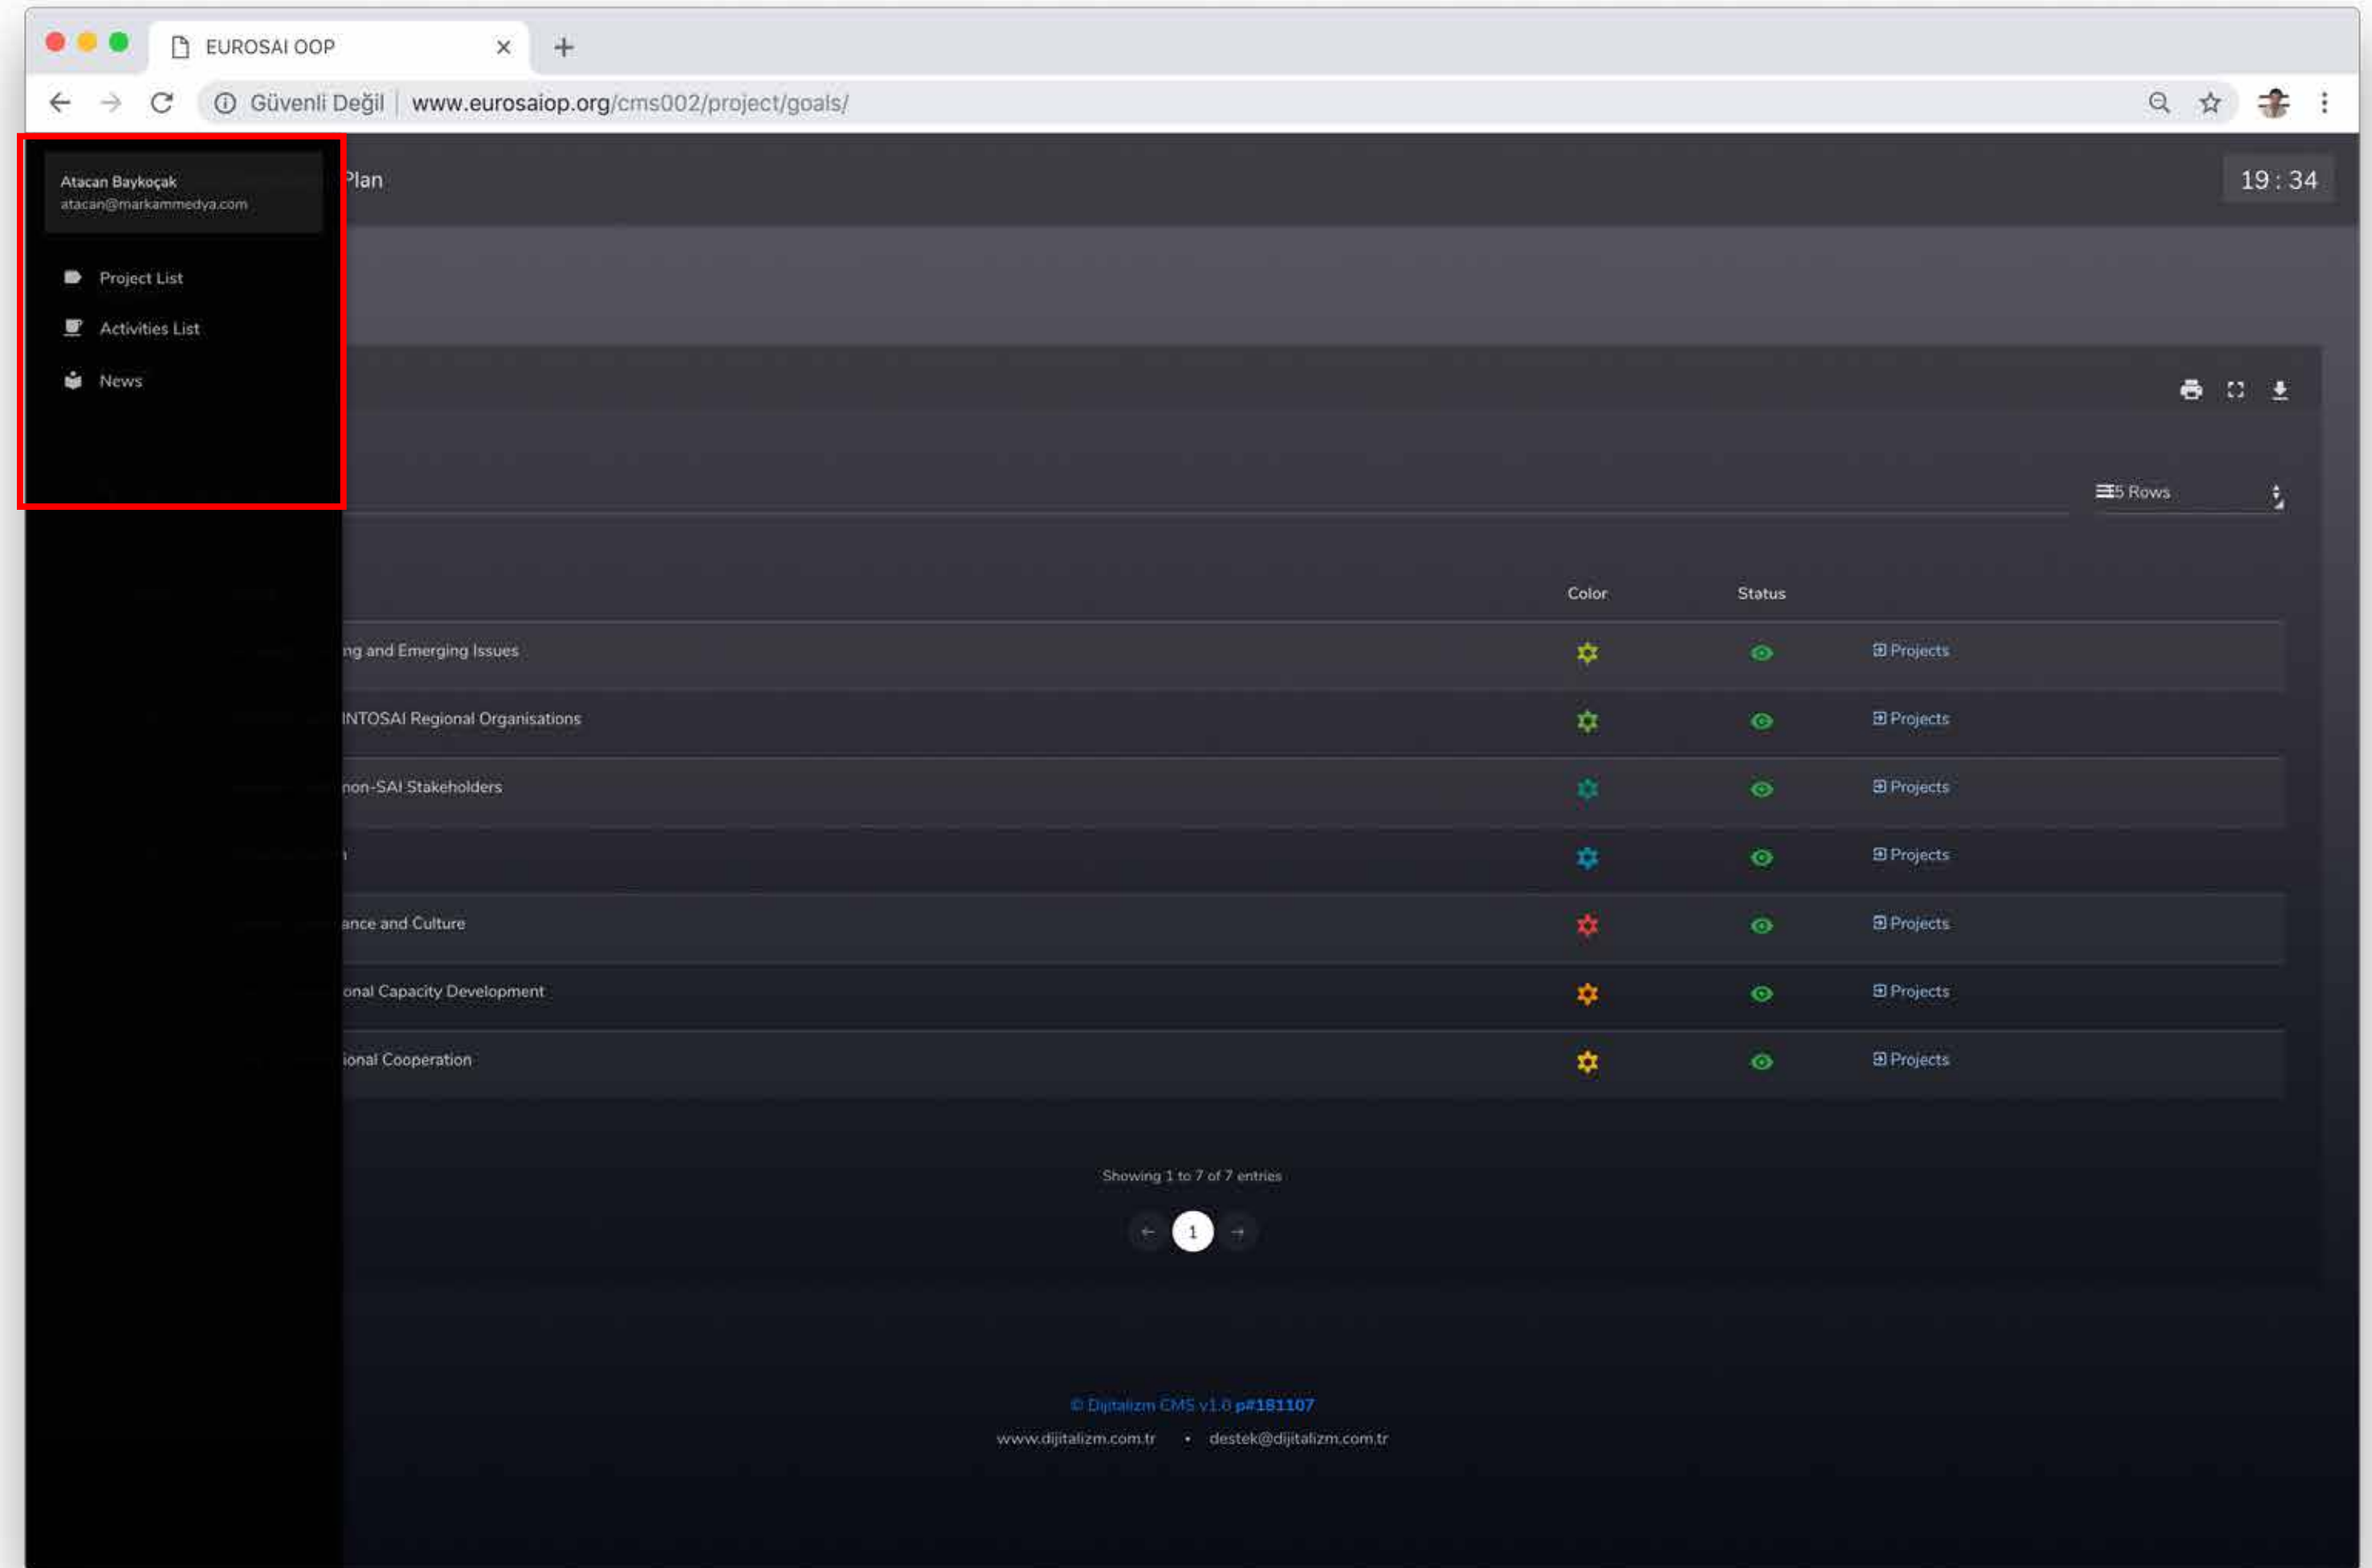 EUROSAI OOP
Güvenli Değil | www.eurosaiop.org/cms002/project/goals/
Atacan Baykoçak
atacan@markammedya.com
Plan
19 : 34
Project List
Activities List
News
5 Rows
Color Status
ng and Emerging Issues Projects
INTOSAI Regional Organisations Projects
non-SAI Stakeholders Projects
Projects
ance and Culture Projects
onal Capacity Development Projects
ional Cooperation Projects
Showing 1 to 7 of 7 entries
← 1 →
© Dijitalizm CMS v1.0 p#181107
www.dijitalizm.com.tr • destek@dijitalizm.com.tr